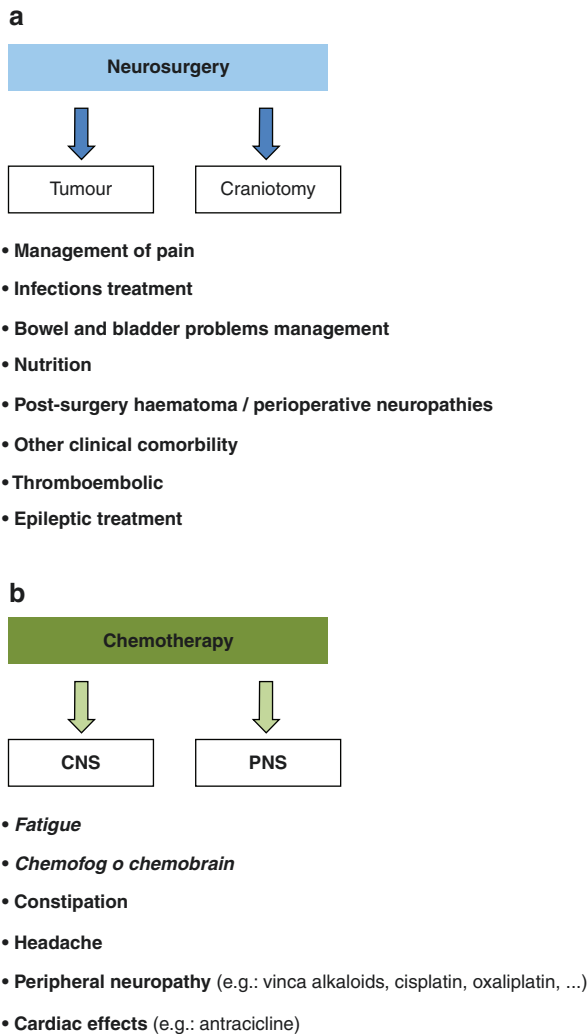 a
Neurosurgery
Tumour
Craniotomy
• Management of pain
• Infections treatment
• Bowel and bladder problems management
• Nutrition
• Post-surgery haematoma / perioperative neuropathies
• Other clinical comorbility
• Thromboembolic
• Epileptic treatment
b
Chemotherapy
CNS
PNS
• Fatigue
• Chemofog o chemobrain
• Constipation
• Headache
• Peripheral neuropathy (e.g.: vinca alkaloids, cisplatin, oxaliplatin, ...)
• Cardiac effects (e.g.: antracicline)